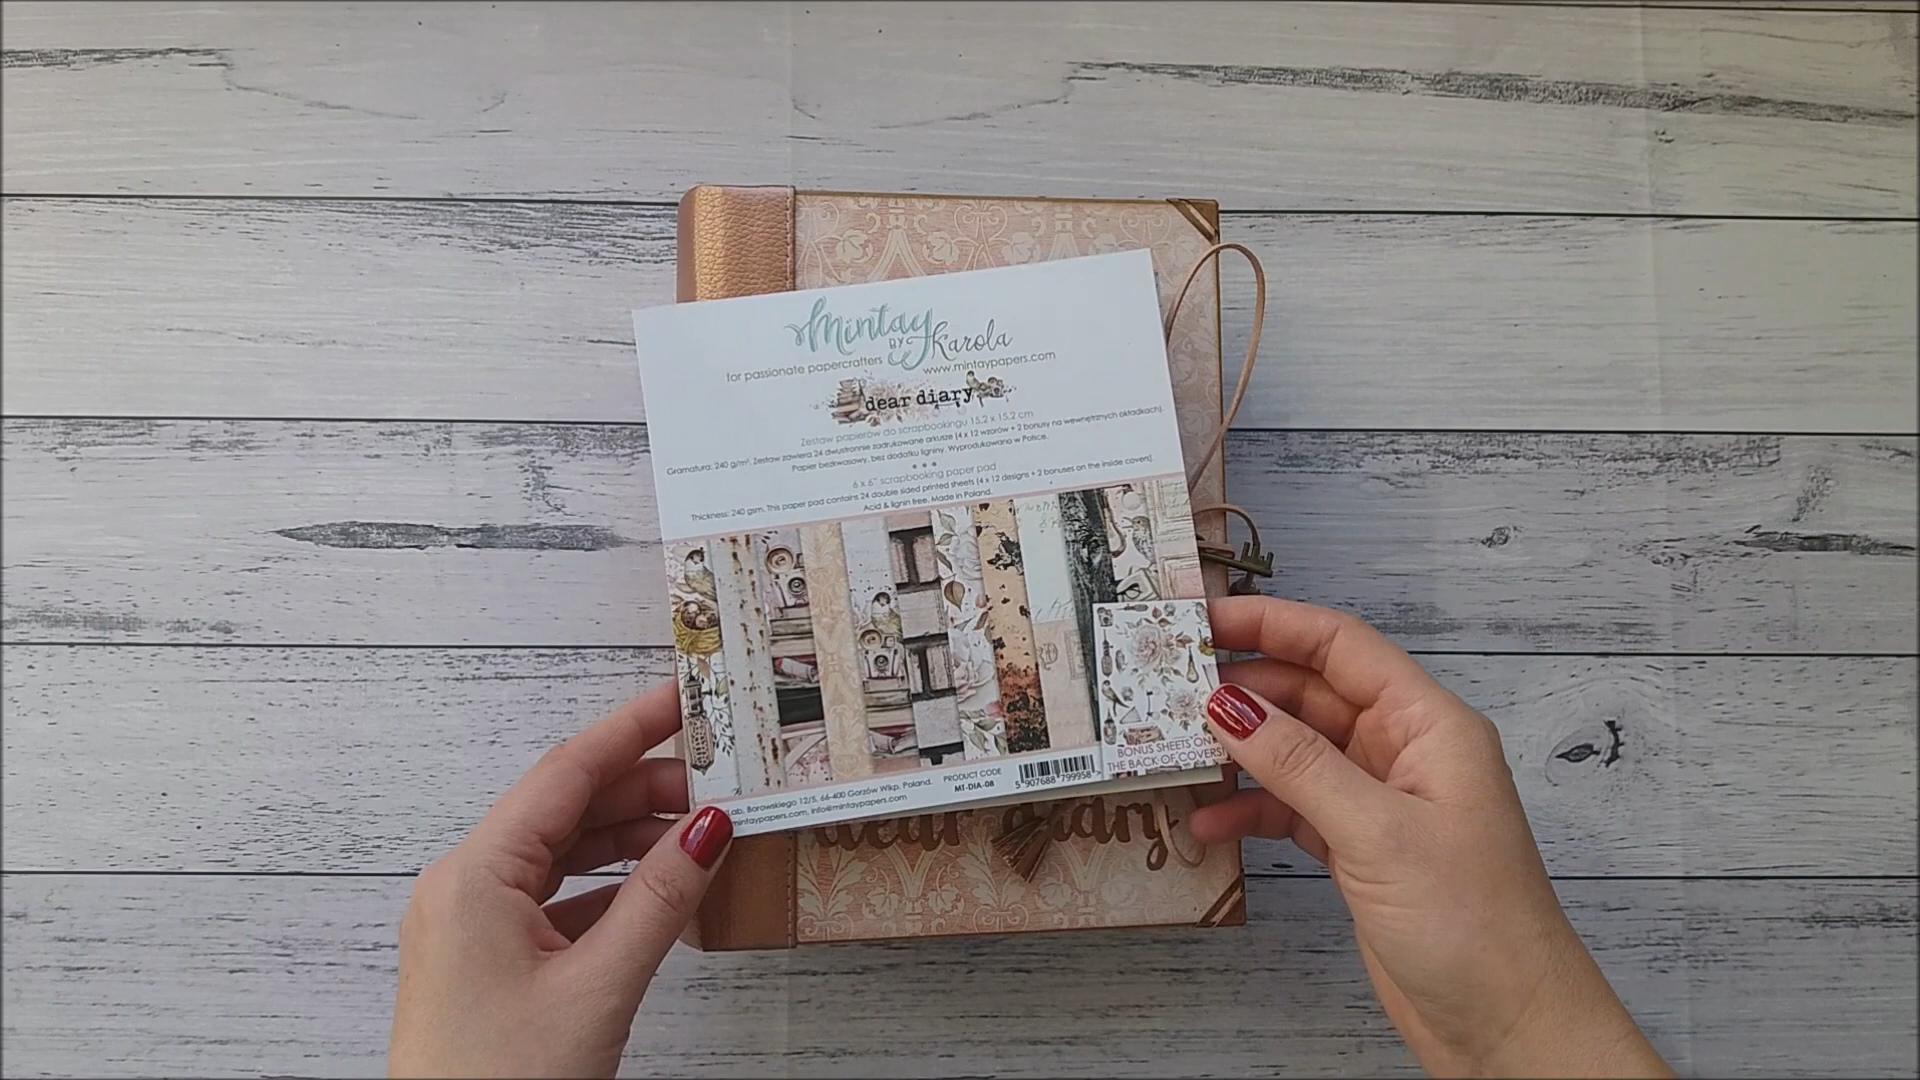 Mintay
BY Karola
for passionate papercrafters www.mintaypapers.com
dear diary
Zestaw papierów do scrapbookingu 15,2 x 15,2 cm
Gramatura: 240 g/m². Zestaw zawiera 24 dwustronnie zadrukowane arkusze (4 x 12 wzorów + 2 bonusy na wewnętrznych okładkach).
Papier bezkwasowy, bez dodatku ligniny. Wyprodukowano w Polsce.
6 x 6" scrapbooking paper pad
Thickness: 240 gsm. This paper pad contains 24 double sided printed sheets (4 x 12 designs + 2 bonuses on the inside covers).
Acid & lignin free. Made in Poland.
BONUS SHEETS ON
THE BACK OF COVERS!
Lab, Borowskiego 12/5, 66-400 Gorzów Wlkp. Poland.
mintaypapers.com, info@mintaypapers.com
PRODUCT CODE
MT-DIA-08
5 907688 799958
dear diary